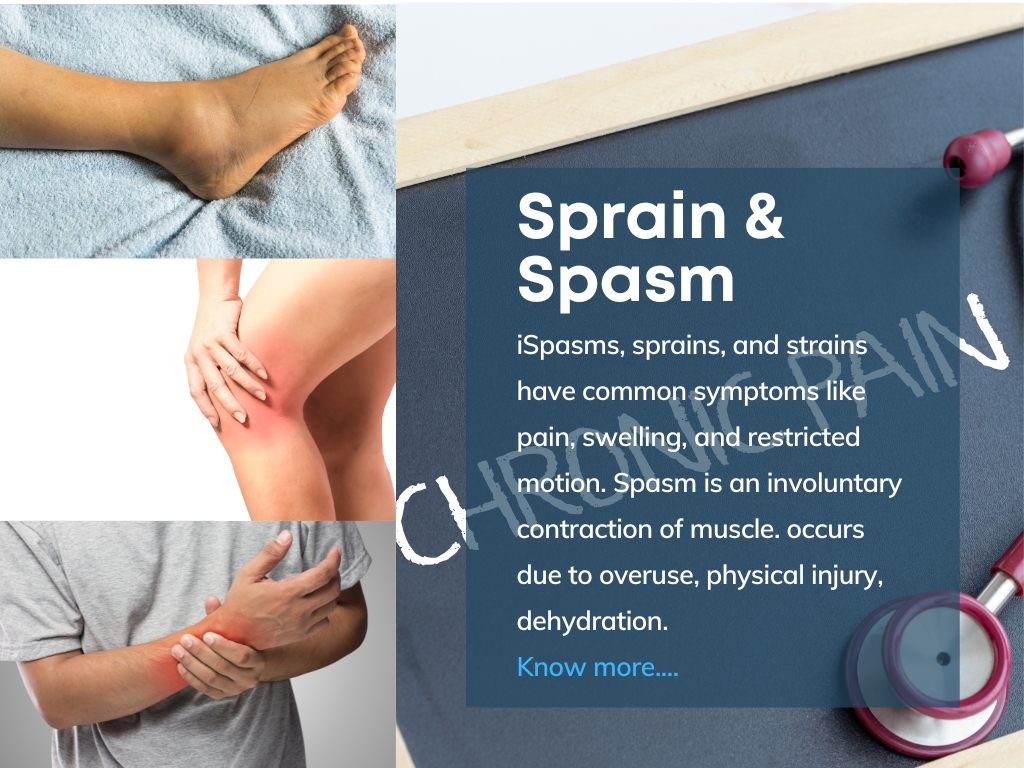 Sprain &
Spasm
iSpasms, sprains, and strains
have common symptoms like
pain, swelling, and restricted
motion. Spasm is an involuntary
contraction of muscle. occurs
due to overuse, physical injury,
dehydration.
Know more....
CHRONIC PAIN